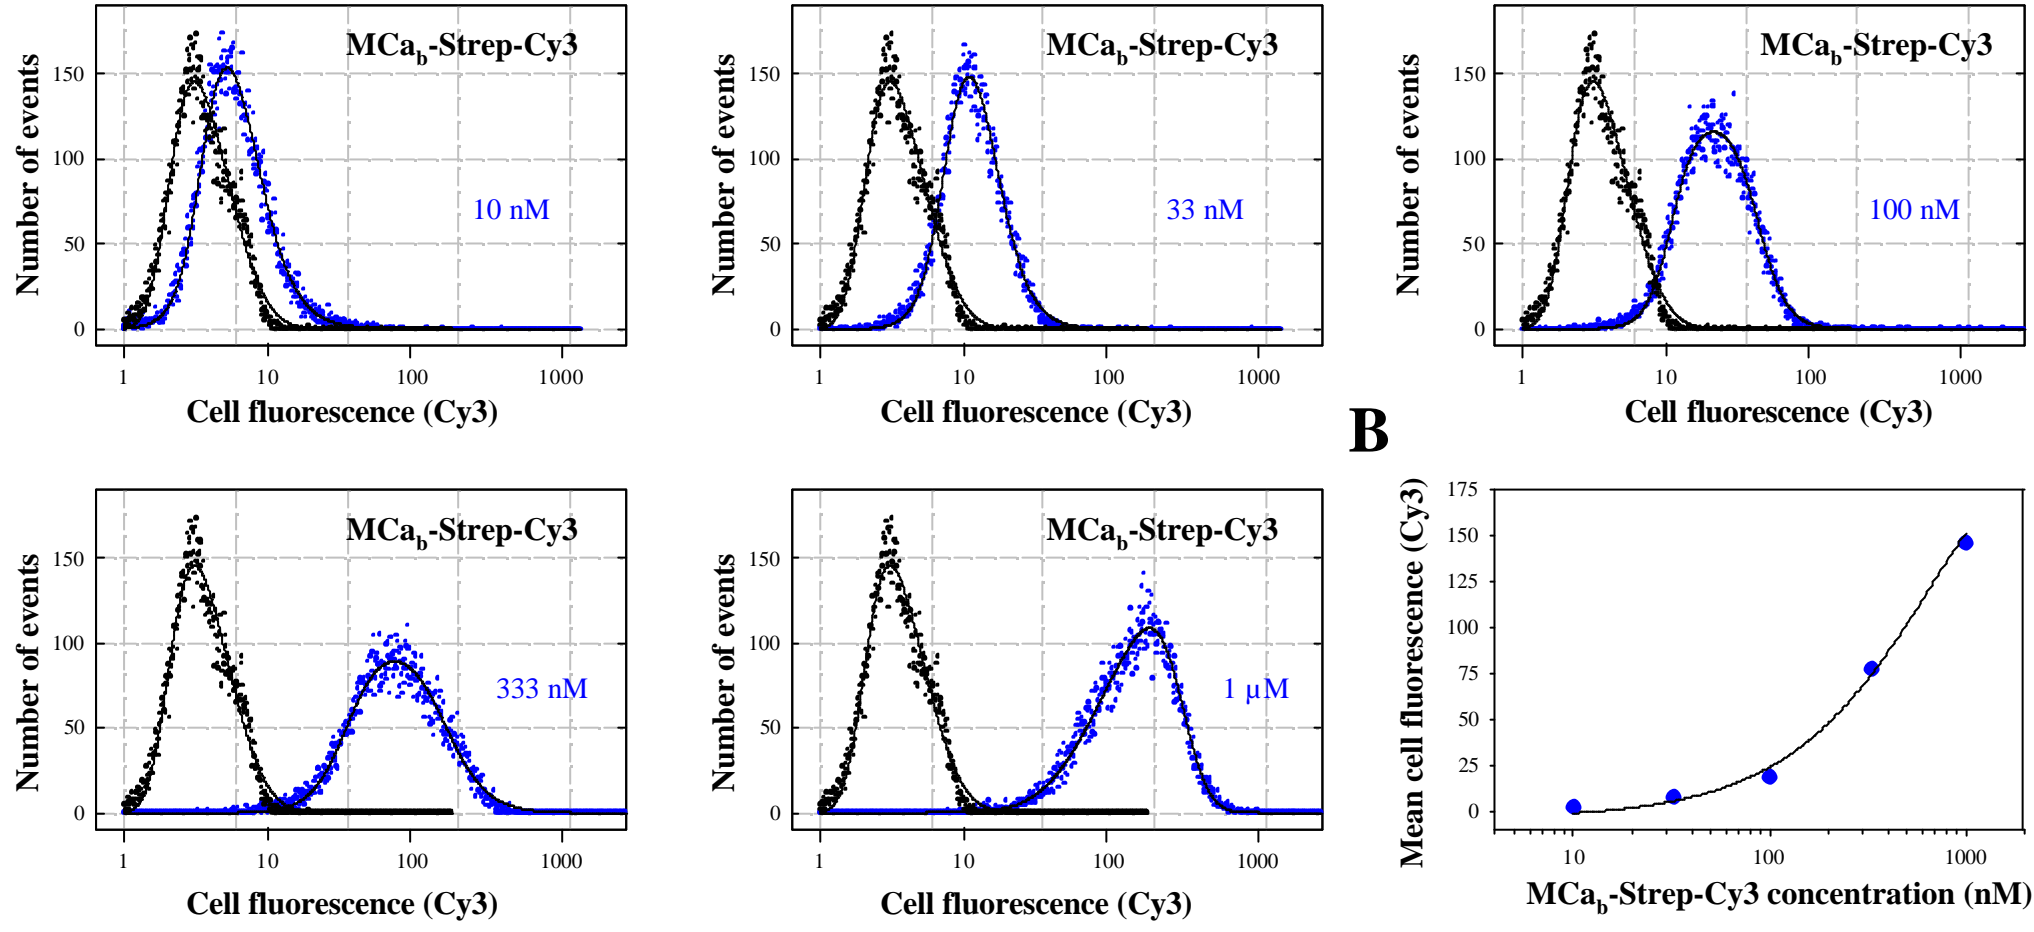 MCab-Strep-Cy3
10 nM
Number of events
150
100
50
0
1 10 100 1000
Cell fluorescence (Cy3)
MCab-Strep-Cy3
33 nM
Number of events
150
100
50
0
1 10 100 1000
Cell fluorescence (Cy3)
MCab-Strep-Cy3
100 nM
Number of events
150
100
50
0
1 10 100 1000
Cell fluorescence (Cy3)
MCab-Strep-Cy3
333 nM
Number of events
150
100
50
0
1 10 100 1000
Cell fluorescence (Cy3)
MCab-Strep-Cy3
1 µM
Number of events
150
100
50
0
1 10 100 1000
Cell fluorescence (Cy3)
B
Mean cell fluorescence (Cy3)
175
150
125
100
75
50
25
0
10 100 1000
MCab-Strep-Cy3 concentration (nM)